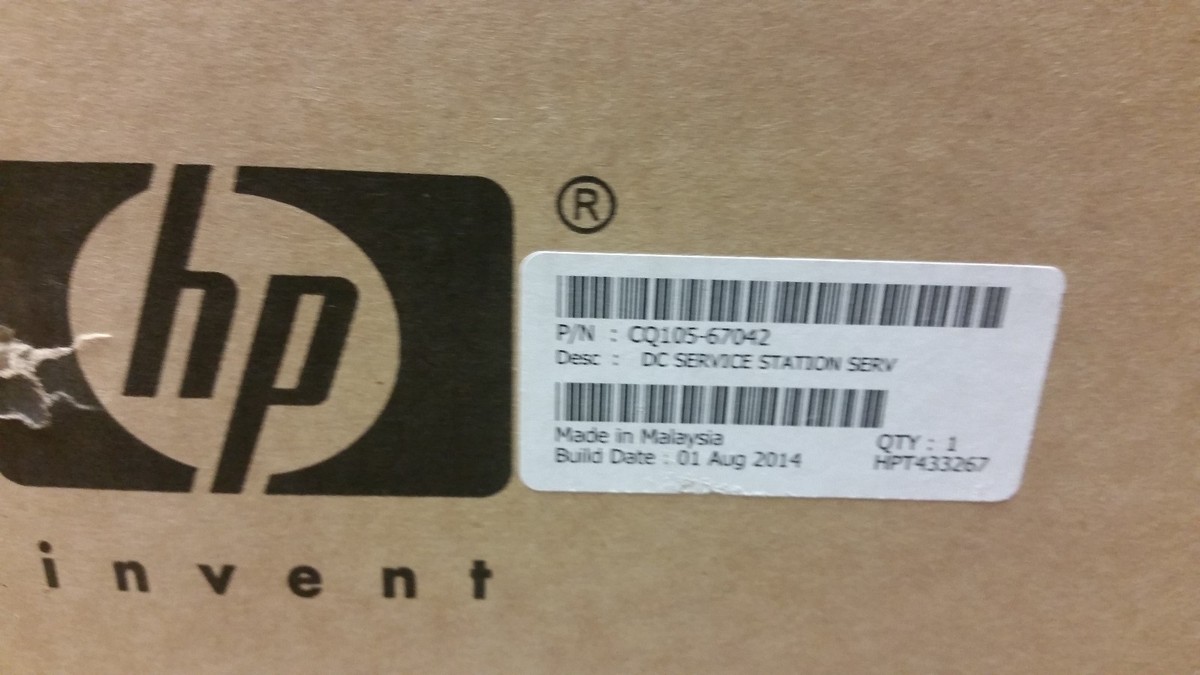 hp
®
P/N : CQ105-67042
Desc : DC SERVICE STATION SERV
Made in Malaysia
QTY : 1
Build Date : 01 Aug 2014
HPT433267
invent